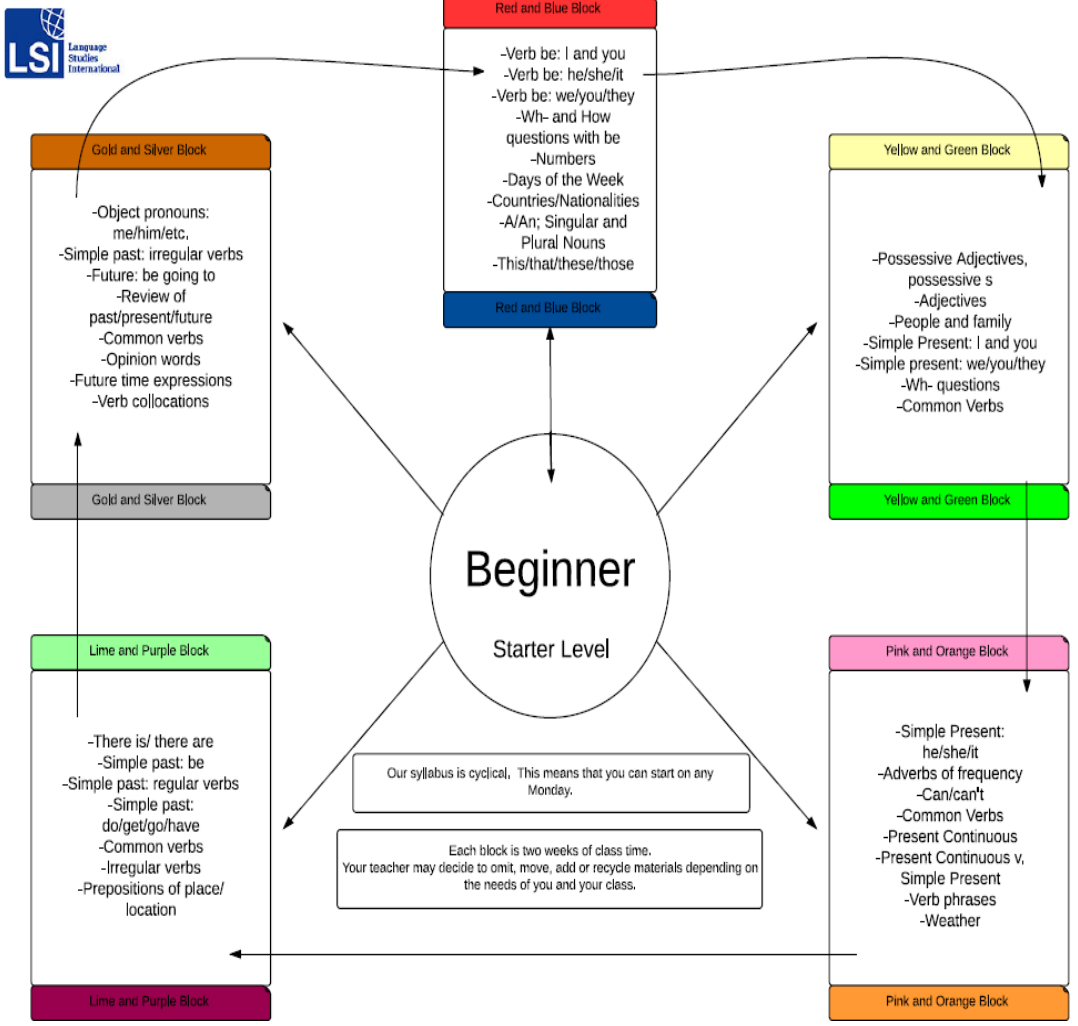 LSI
Language
Studies
International
Red and Blue Block
-Verb be: I and you
-Verb be: he/she/it
-Verb be: we/you/they
-Wh- and How
questions with be
-Numbers
-Days of the Week
-Countries/Nationalities
-A/An; Singular and
Plural Nouns
-This/that/these/those
Red and Blue Block
Gold and Silver Block
-Object pronouns:
me/him/etc.
-Simple past: irregular verbs
-Future: be going to
-Review of
past/present/future
-Common verbs
-Opinion words
-Future time expressions
-Verb collocations
Gold and Silver Block
Yellow and Green Block
-Possessive Adjectives,
possessive s
-Adjectives
-People and family
-Simple Present: I and you
-Simple present: we/you/they
-Wh- questions
-Common Verbs
Yellow and Green Block
Beginner
Starter Level
Lime and Purple Block
-There is/ there are
-Simple past: be
-Simple past: regular verbs
-Simple past:
do/get/go/have
-Common verbs
-Irregular verbs
-Prepositions of place/
location
Lime and Purple Block
Our syllabus is cyclical, This means that you can start on any
Monday.
Each block is two weeks of class time.
Your teacher may decide to omit, move, add or recycle materials depending on
the needs of you and your class.
Pink and Orange Block
-Simple Present:
he/she/it
-Adverbs of frequency
-Can/can't
-Common Verbs
-Present Continuous
-Present Continuous v,
Simple Present
-Verb phrases
-Weather
Pink and Orange Block